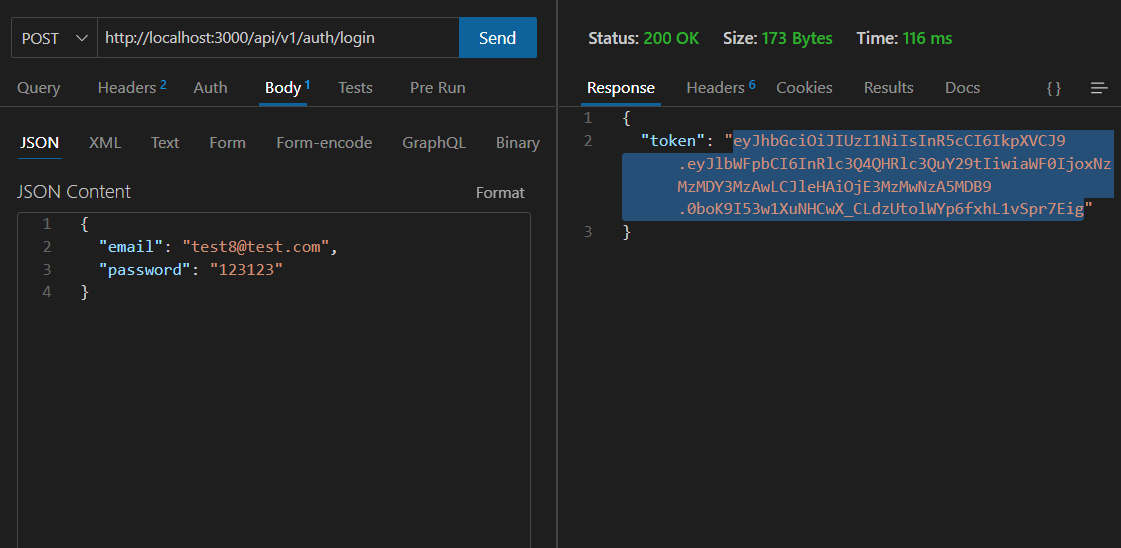 POST http://localhost:3000/api/v1/auth/login Send
Query Headers 2 Auth Body 1 Tests Pre Run
JSON XML Text Form Form-encode GraphQL Binary
JSON Content Format
1 {
2 "email": "test8@test.com",
3 "password": "123123"
4 }
Status: 200 OK Size: 173 Bytes Time: 116 ms
Response Headers 6 Cookies Results Docs {}
1 {
2 "token": "eyJhbGciOiJIUzI1NiIsInR5cCI6IkpXVCJ9
.eyJlbWFpbCI6InRlc3Q4QHRlc3QuY29tIiwiaWF0IjoxNz
MzMDY3MzAwLCJleHAiOjE3MzMwNzA5MDB9
.0boK9I53w1XuNHCwX_CLdzUtolWYp6fxhL1vSpr7Eig"
3 }